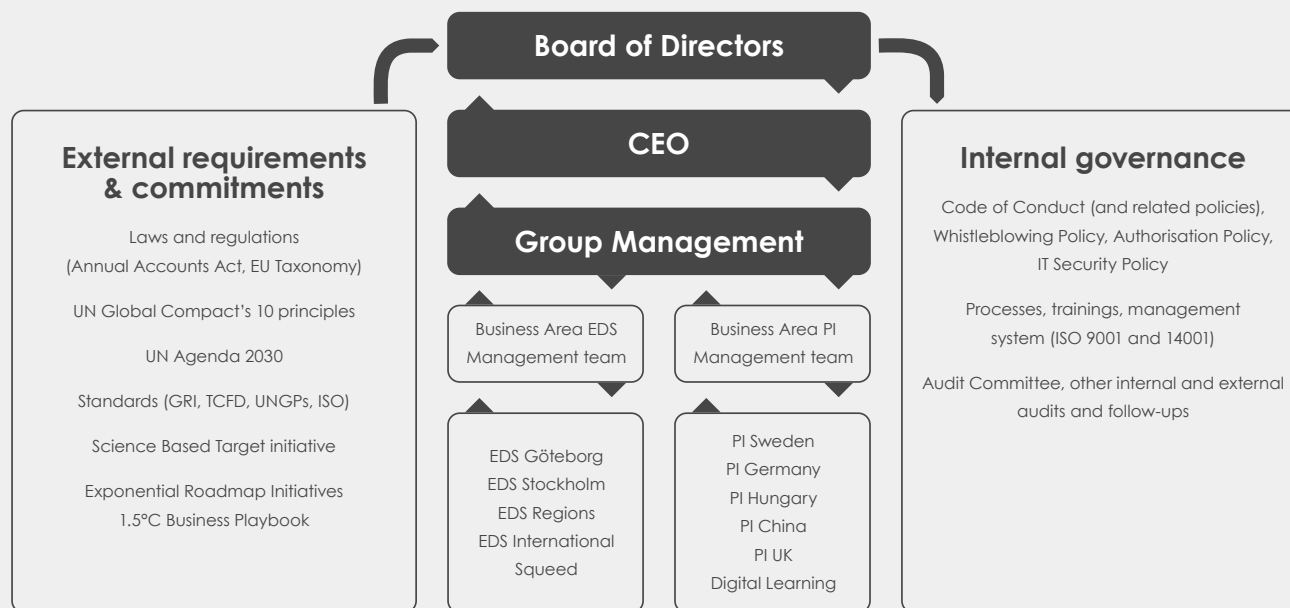 Board of Directors
CEO
Group Management
External requirements
& commitments
Laws and regulations
(Annual Accounts Act, EU Taxonomy)
UN Global Compact’s 10 principles
UN Agenda 2030
Standards (GRI, TCFD, UNGPs, ISO)
Science Based Target initiative
Exponential Roadmap Initiatives
1.5°C Business Playbook
Business Area EDS
Management team
EDS Göteborg
EDS Stockholm
EDS Regions
EDS International
Squeed
Business Area PI
Management team
PI Sweden
PI Germany
PI Hungary
PI China
PI UK
Digital Learning
Internal governance
Code of Conduct (and related policies),
Whistleblowing Policy, Authorisation Policy,
IT Security Policy
Processes, trainings, management
system (ISO 9001 and 14001)
Audit Committee, other internal and external
audits and follow-ups